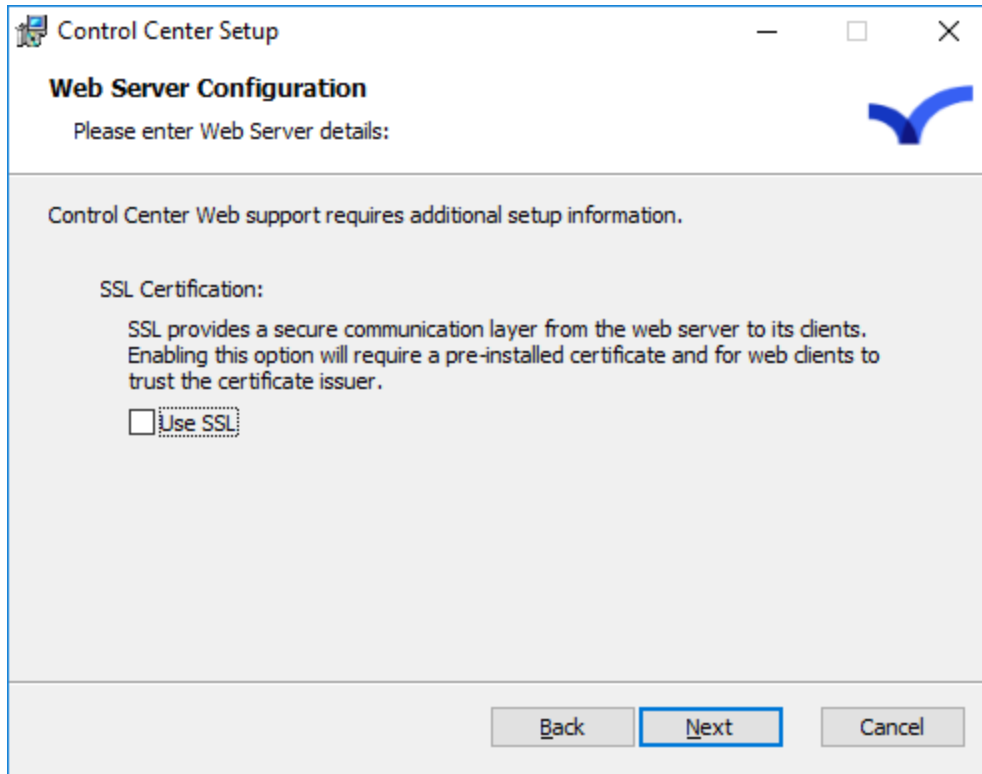 Control Center Setup
Web Server Configuration
Please enter Web Server details:
Control Center Web support requires additional setup information.
SSL Certification:
SSL provides a secure communication layer from the web server to its clients.
Enabling this option will require a pre-installed certificate and for web clients to
trust the certificate issuer.
Use SSL
Back Next Cancel